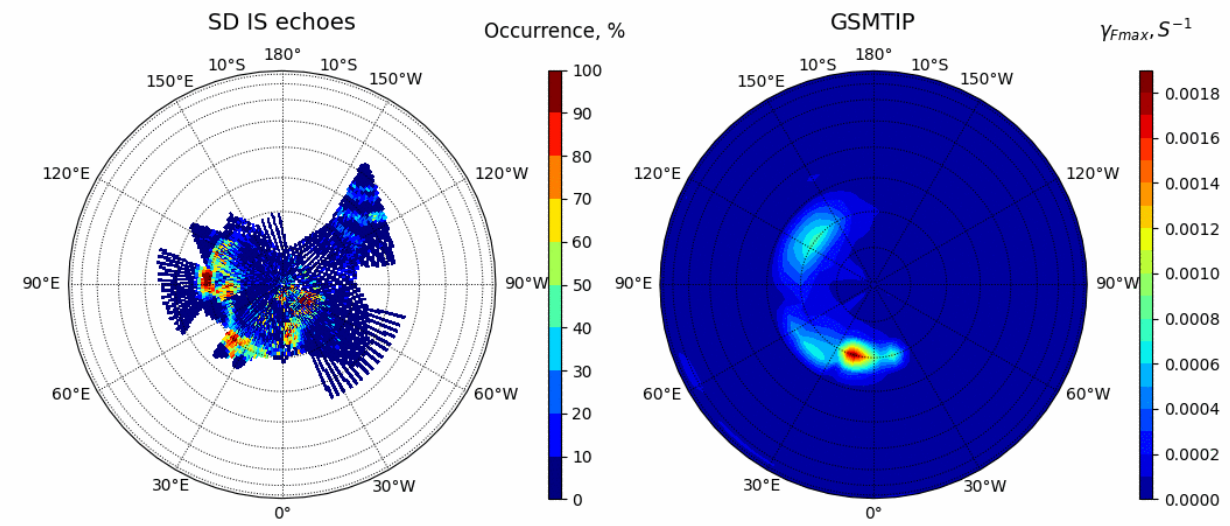 SD IS echoes
Occurrence, %
180°
10°S
10°S
150°E
150°W
120°E
120°W
90°E
90°W
60°E
60°W
30°E
30°W
0°
100
90
80
70
60
50
40
30
20
10
0
GSMTIP
γ_{Fmax}, S^{-1}
180°
10°S
10°S
150°E
150°W
120°E
120°W
90°E
90°W
60°E
60°W
30°E
30°W
0°
0.0018
0.0016
0.0014
0.0012
0.0010
0.0008
0.0006
0.0004
0.0002
0.0000